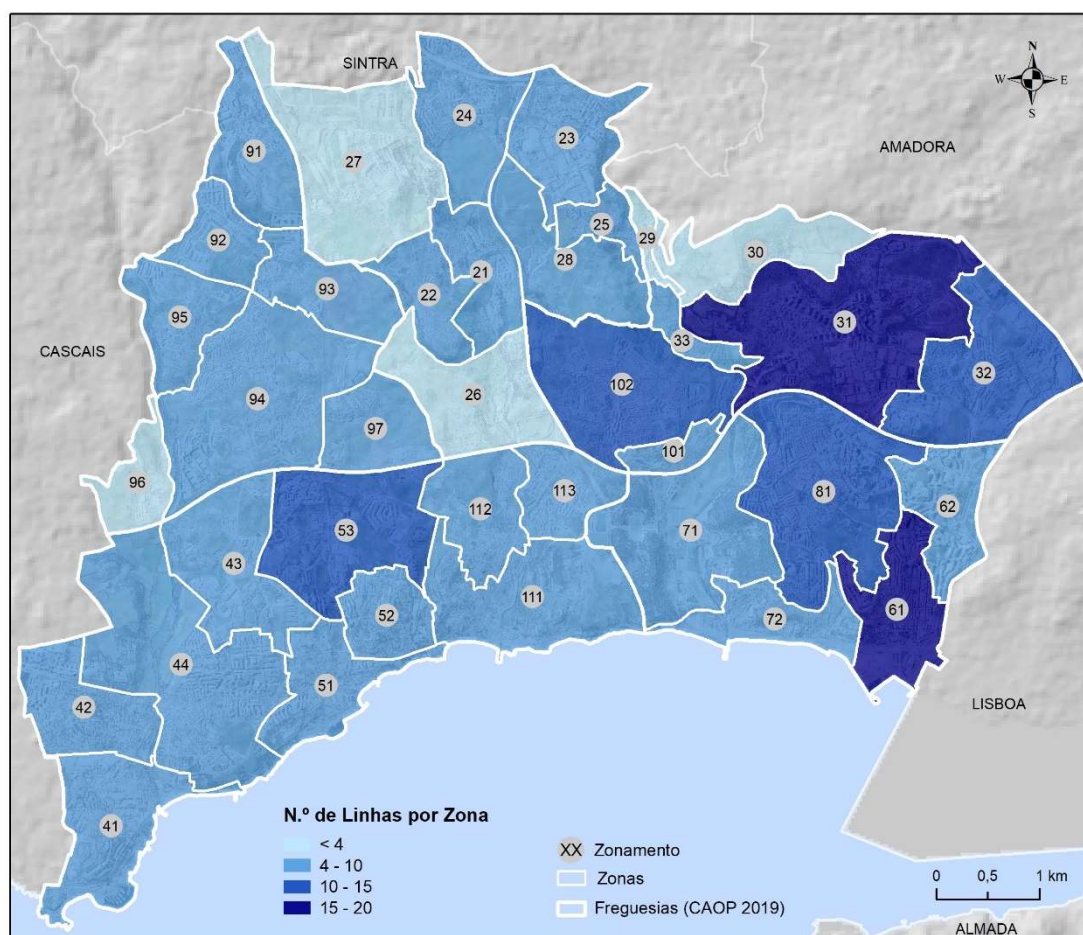 SINTRA
N
W E
S
24
23
91
AMADORA
27
29
25
92
30
28
21
93
22
95
31
33
CASCAIS
32
102
26
94
97
101
96
113
81
112
62
53
71
43
111
61
52
72
44
51
42
LISBOA
41
N.º de Linhas por Zona
< 4
4 - 10
10 - 15
15 - 20
XX Zonamento
Zonas
Freguesias (CAOP 2019)
0 0,5 1 km
ALMADA